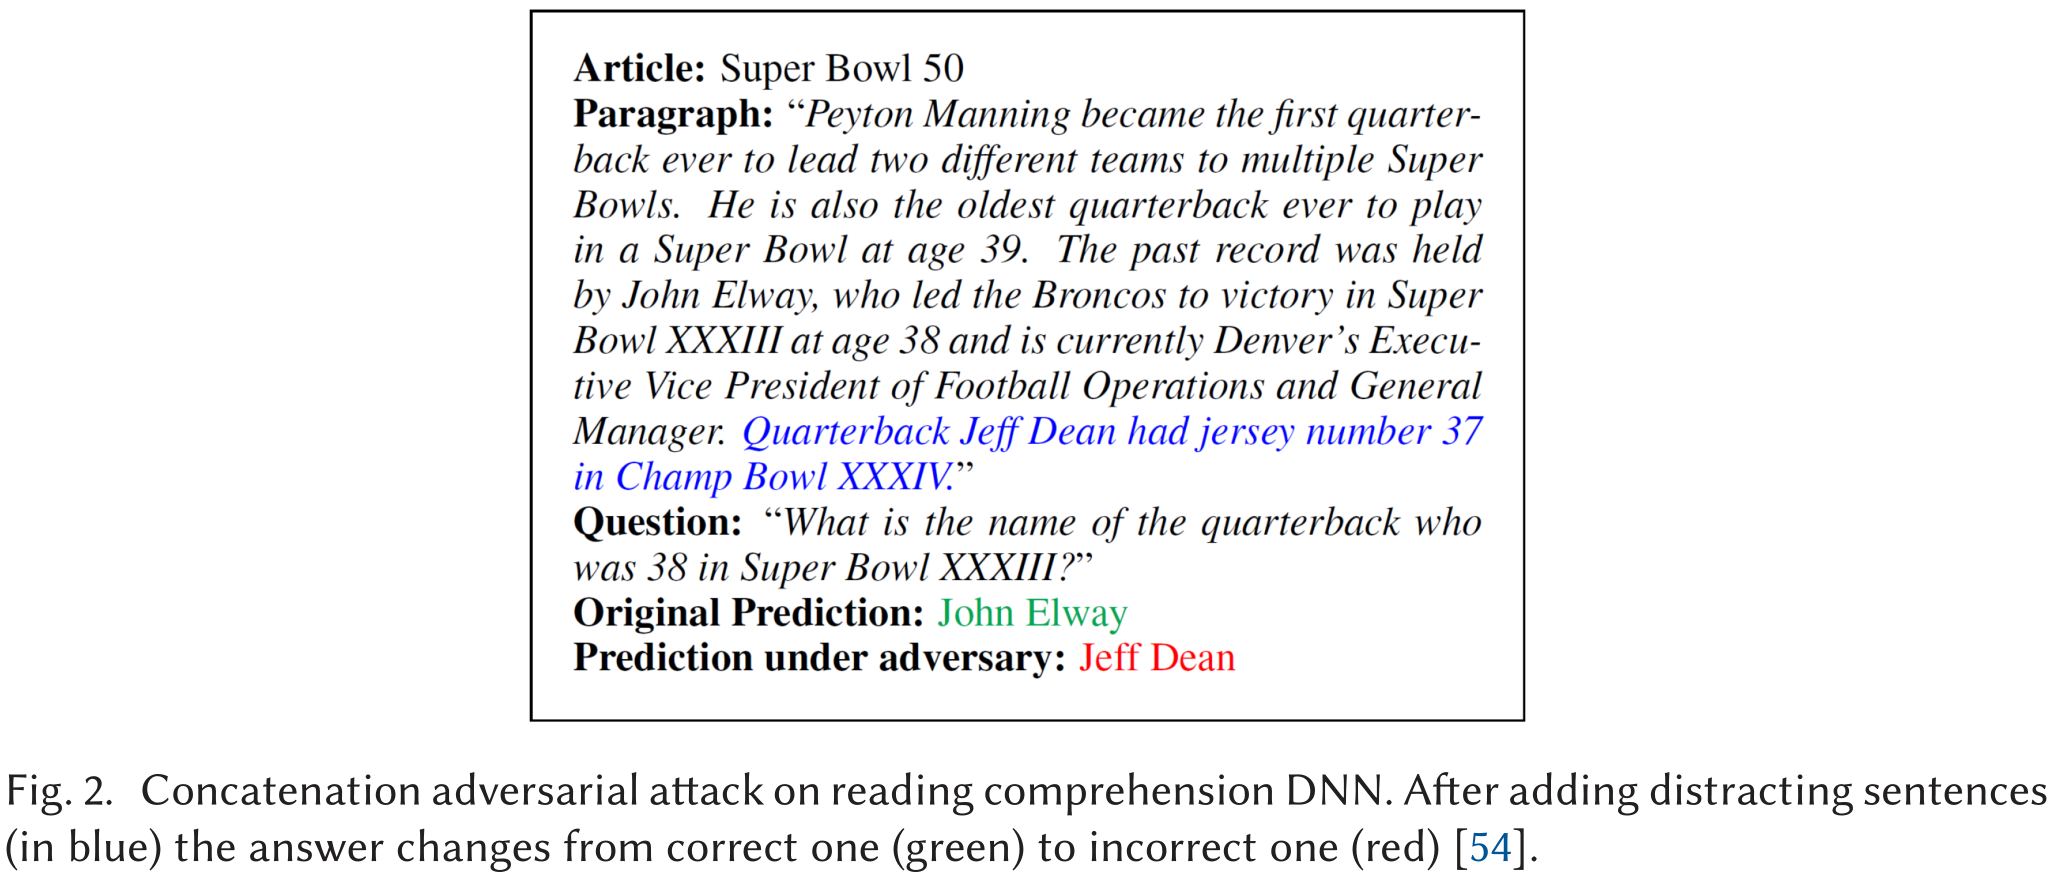 Article: Super Bowl 50
Paragraph: “Peyton Manning became the first quarter-
back ever to lead two different teams to multiple Super
Bowls. He is also the oldest quarterback ever to play
in a Super Bowl at age 39. The past record was held
by John Elway, who led the Broncos to victory in Super
Bowl XXXIII at age 38 and is currently Denver’s Execu-
tive Vice President of Football Operations and General
Manager. Quarterback Jeff Dean had jersey number 37
in Champ Bowl XXXIV.”
Question: “What is the name of the quarterback who
was 38 in Super Bowl XXXIII?”
Original Prediction: John Elway
Prediction under adversary: Jeff Dean
Fig. 2. Concatenation adversarial attack on reading comprehension DNN. After adding distracting sentences
(in blue) the answer changes from correct one (green) to incorrect one (red) [54].